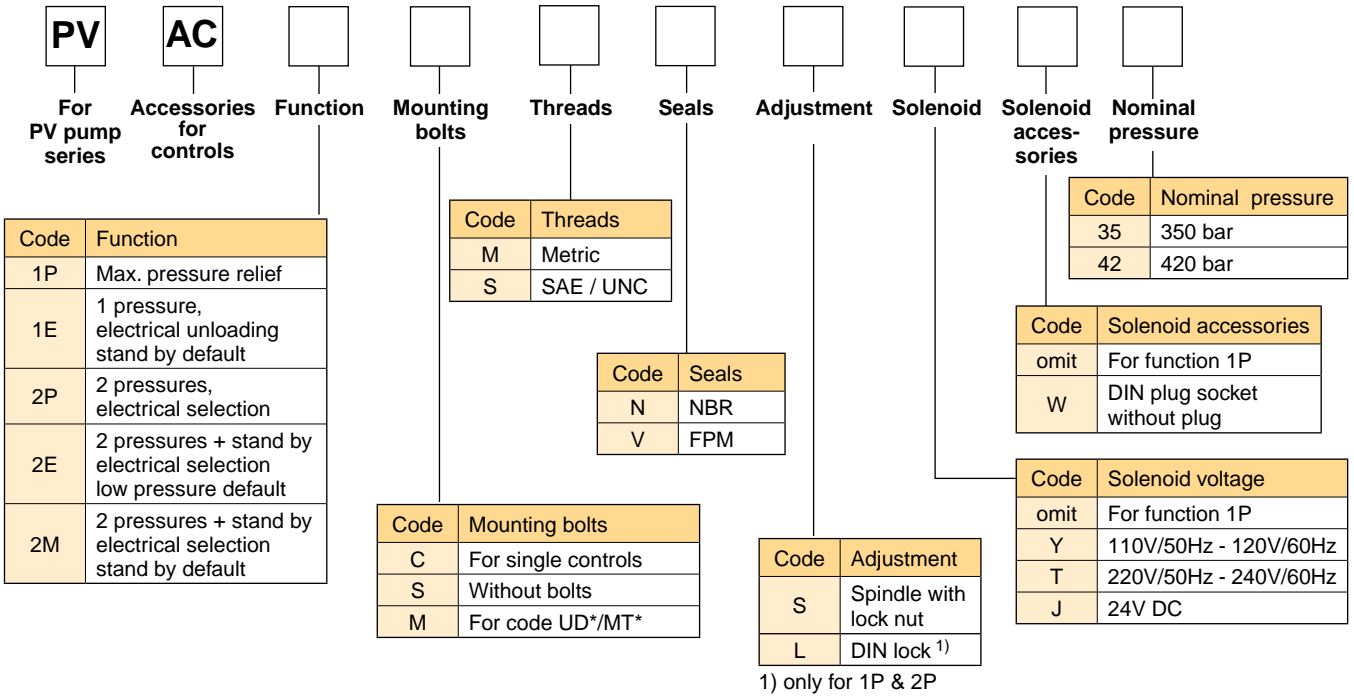 PV AC
For PV pump series
Accessories for controls
Function
Mounting bolts
Threads
Seals
Adjustment
Solenoid
Solenoid acces-sories
Nominal pressure
Code Function
1P Max. pressure relief
1E 1 pressure,
electrical unloading
stand by default
2P 2 pressures,
electrical selection
2E 2 pressures + stand by
electrical selection
low pressure default
2M 2 pressures + stand by
electrical selection
stand by default
Code Mounting bolts
C For single controls
S Without bolts
M For code UD*/MT*
Code Threads
M Metric
S SAE / UNC
Code Seals
N NBR
V FPM
Code Adjustment
S Spindle with
lock nut
L DIN lock 1)
1) only for 1P & 2P
Code Solenoid voltage
omit For function 1P
Y 110V/50Hz - 120V/60Hz
T 220V/50Hz - 240V/60Hz
J 24V DC
Code Solenoid accessories
omit For function 1P
W DIN plug socket
without plug
Code Nominal pressure
35 350 bar
42 420 bar